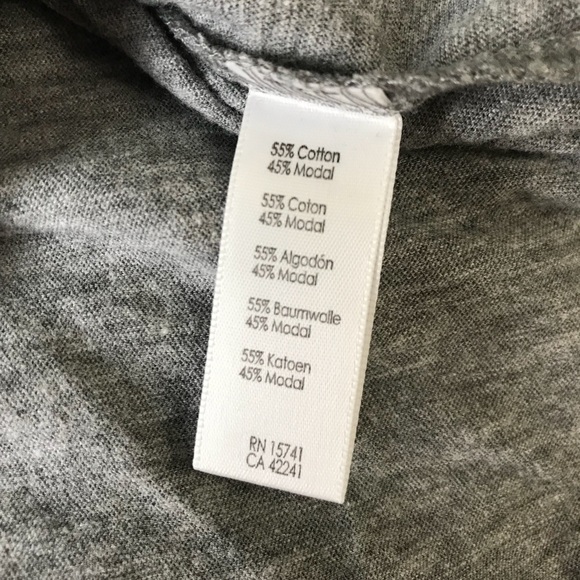 55% Cotton
45% Modal
55% Coton
45% Modal
55% Algodón
45% Modal
55% Baumwolle
45% Modal
55% Katoen
45% Modal
RN 15741
CA 42241